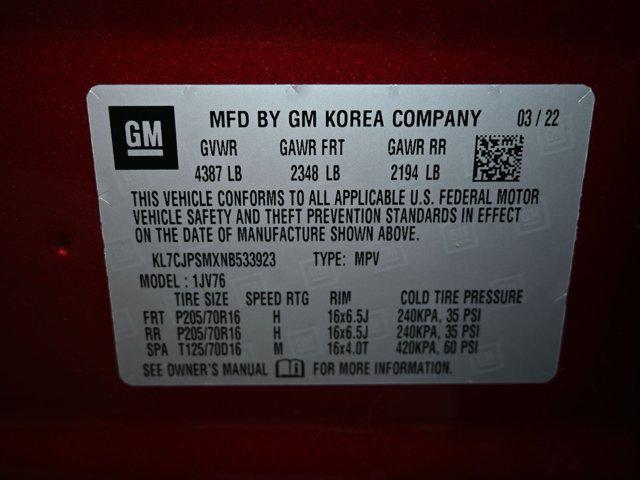 GM
MFD BY GM KOREA COMPANY 03 / 22
GVWR GAWR FRT GAWR RR
4387 LB 2348 LB 2194 LB
THIS VEHICLE CONFORMS TO ALL APPLICABLE U.S. FEDERAL MOTOR
VEHICLE SAFETY AND THEFT PREVENTION STANDARDS IN EFFECT
ON THE DATE OF MANUFACTURE SHOWN ABOVE.
KL7CJPSMXNB533923 TYPE: MPV
MODEL : 1JV76
TIRE SIZE SPEED RTG RIM COLD TIRE PRESSURE
FRT P205/70R16 H 16x6.5J 240KPA, 35 PSI
RR P205/70R16 H 16x6.5J 240KPA, 35 PSI
SPA T125/70D16 M 16x4.0T 420KPA, 60 PSI
SEE OWNER'S MANUAL FOR MORE INFORMATION.